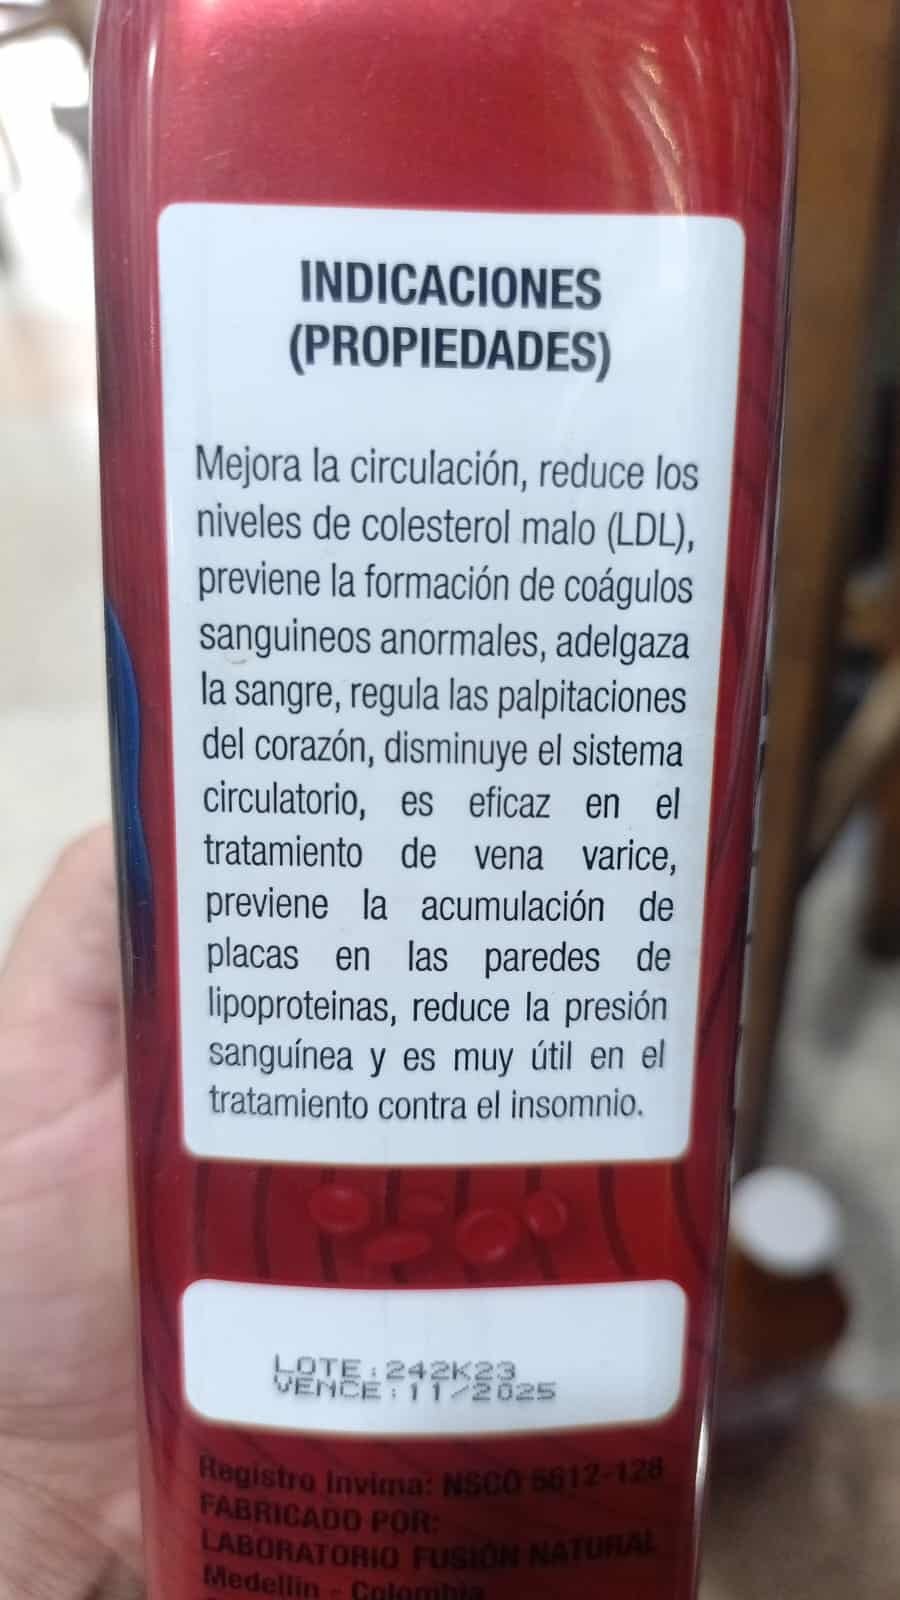 INDICACIONES
(PROPIEDADES)
Mejora la circulación, reduce los
niveles de colesterol malo (LDL),
previene la formación de coágulos
sanguineos anormales, adelgaza
la sangre, regula las palpitaciones
del corazón, disminuye el sistema
circulatorio, es eficaz en el
tratamiento de vena varice,
previene la acumulación de
placas en las paredes de
lipoproteinas, reduce la presión
sanguínea y es muy útil en el
tratamiento contra el insomnio.
LOTE:242K23
VENCE:11/2025
Registro Invima: NSCO 5612-128
FABRICADO POR:
LABORATORIO FUSIÓN NATURAL
Medellín - Colombia